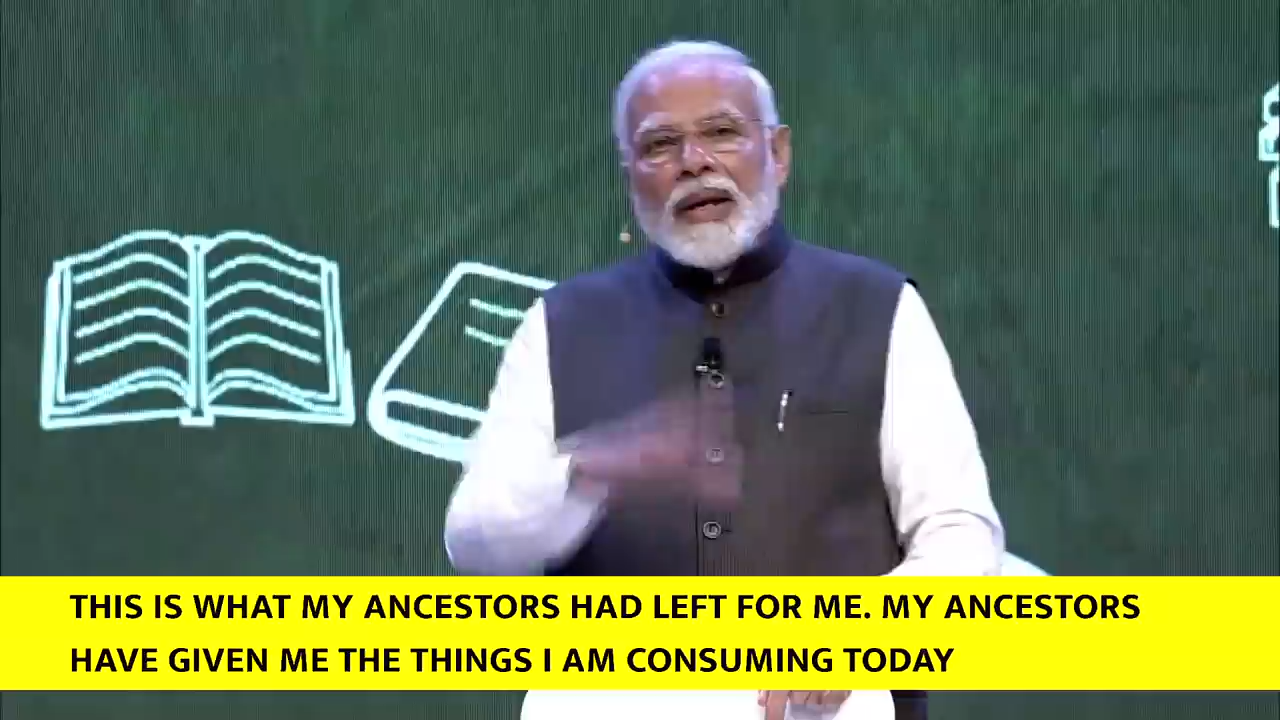 THIS IS WHAT MY ANCESTORS HAD LEFT FOR ME. MY ANCESTORS
HAVE GIVEN ME THE THINGS I AM CONSUMING TODAY